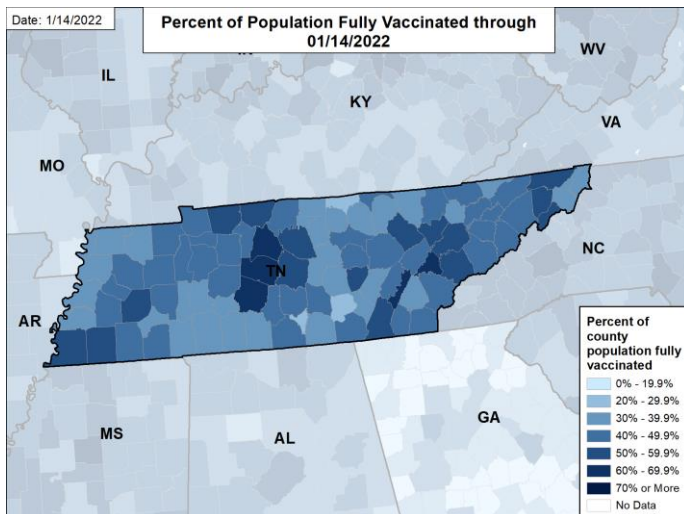 Date: 1/14/2022
Percent of Population Fully Vaccinated through
01/14/2022
WV
IL
KY
VA
MO
NC
TN
AR
MS
AL
GA
Percent of
county
population fully
vaccinated
0% - 19.9%
20% - 29.9%
30% - 39.9%
40% - 49.9%
50% - 59.9%
60% - 69.9%
70% or More
No Data